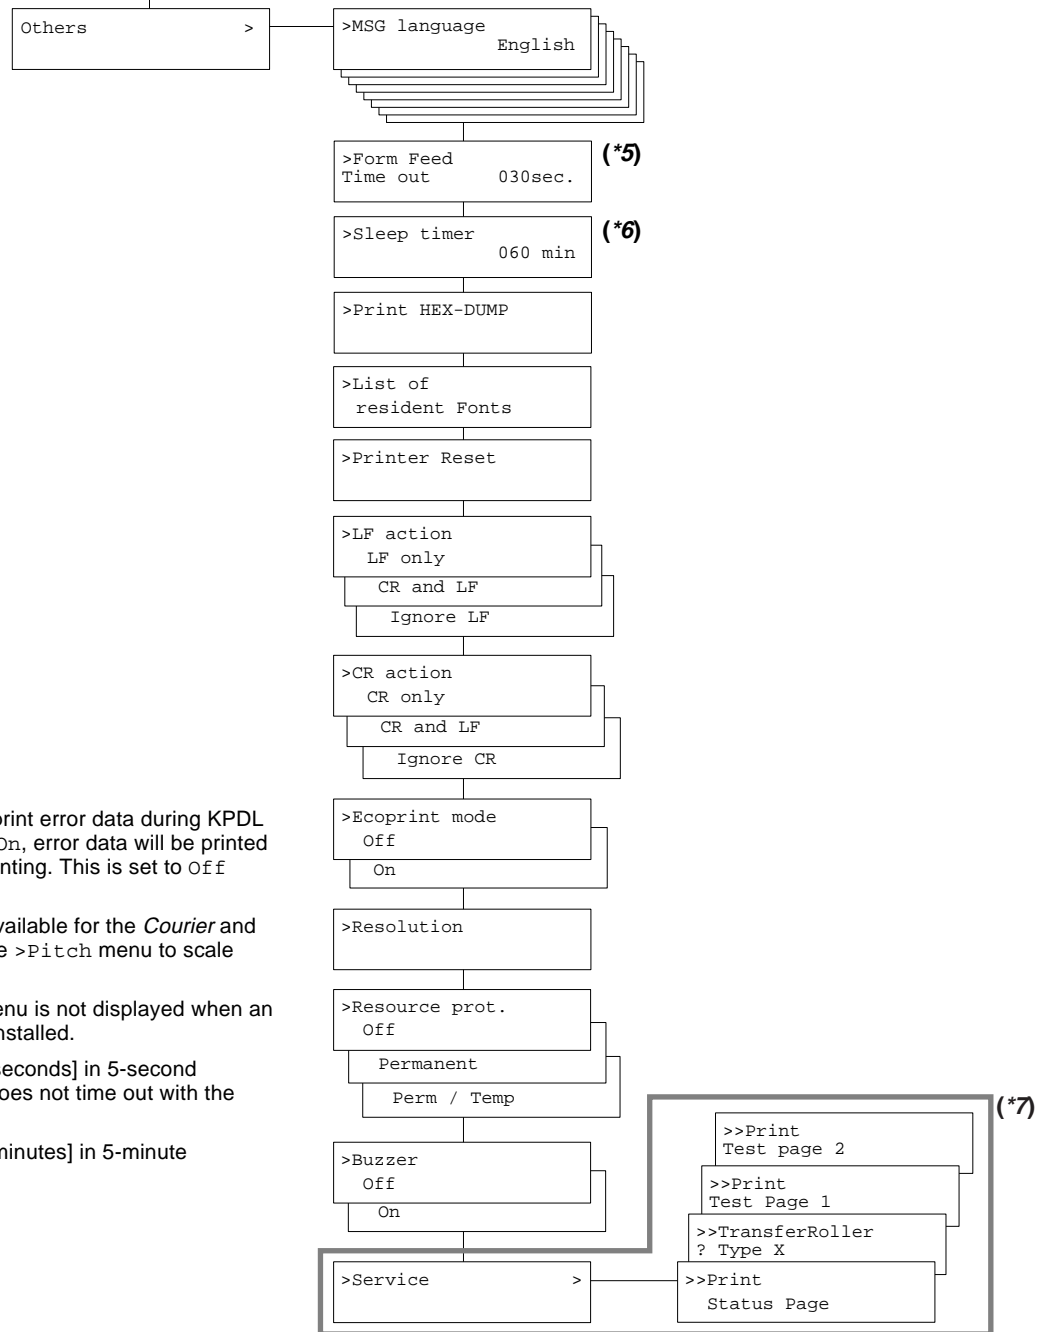 Others >
>MSG language
English
>Form Feed
Time out 030sec.
(*5)
>Sleep timer
060 min
(*6)
>Print HEX-DUMP
>List of
resident Fonts
>Printer Reset
>LF action
LF only
CR and LF
Ignore LF
>CR action
CR only
CR and LF
Ignore CR
>Ecoprint mode
Off
On
>Resolution
>Resource prot.
Off
Permanent
Perm / Temp
>Buzzer
Off
On
>Service >
(*7)
>>Print
Test page 2
>>Print
Test Page 1
>>TransferRoller
? Type X
>>Print
Status Page
print error data during KPDL
On, error data will be printed
nting. This is set to Off
vailable for the Courier and
e >Pitch menu to scale
enu is not displayed when an
nstalled.
seconds] in 5-second
oes not time out with the
minutes] in 5-minute